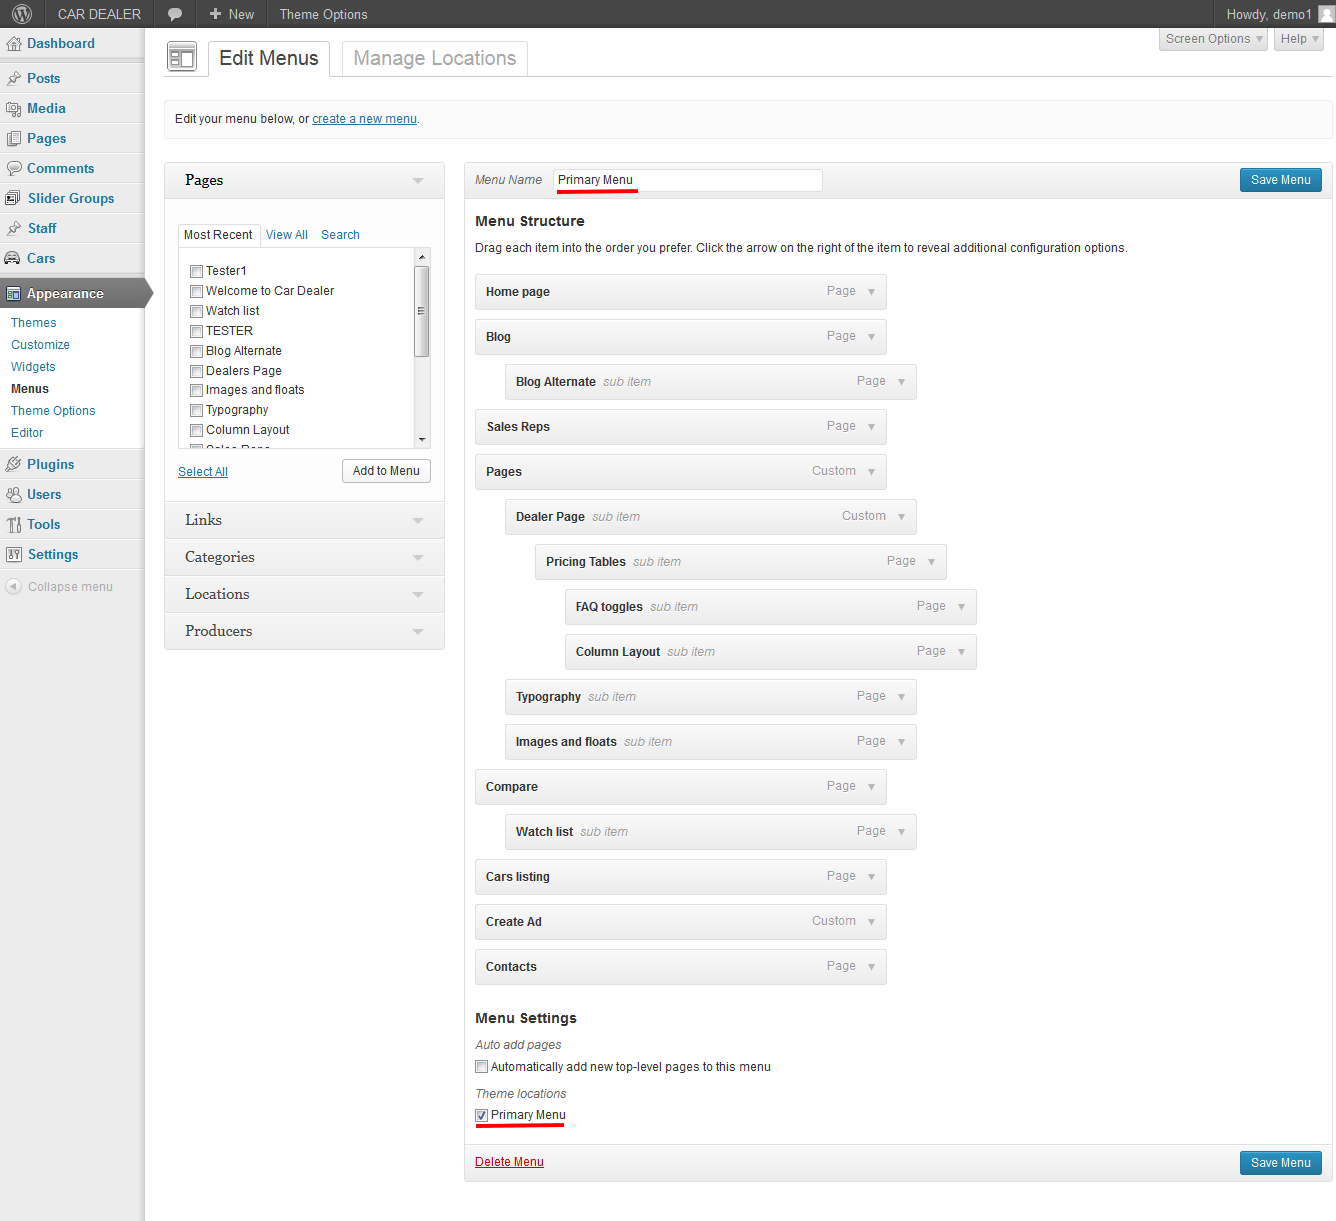 CAR DEALER + New Theme Options Howdy, demo1
Screen Options Help
Edit Menus Manage Locations
Edit your menu below, or create a new menu.
Dashboard
Posts
Media
Pages
Comments
Slider Groups
Staff
Cars
Appearance
Themes
Customize
Widgets
Menus
Theme Options
Editor
Plugins
Users
Tools
Settings
Collapse menu
Pages
Most Recent View All Search
Tester1
Welcome to Car Dealer
Watch list
TESTER
Blog Alternate
Dealers Page
Images and floats
Typography
Column Layout
Sales Reps
Select All Add to Menu
Links
Categories
Locations
Producers
Menu Name Primary Menu Save Menu
Menu Structure
Drag each item into the order you prefer. Click the arrow on the right of the item to reveal additional configuration options.
Home page Page
Blog Page
Blog Alternate sub item Page
Sales Reps Page
Pages Custom
Dealer Page sub item Custom
Pricing Tables sub item Page
FAQ toggles sub item Page
Column Layout sub item Page
Typography sub item Page
Images and floats sub item Page
Compare Page
Watch list sub item Page
Cars listing Page
Create Ad Custom
Contacts Page
Menu Settings
Auto add pages
Automatically add new top-level pages to this menu
Theme locations
Primary Menu
Delete Menu Save Menu